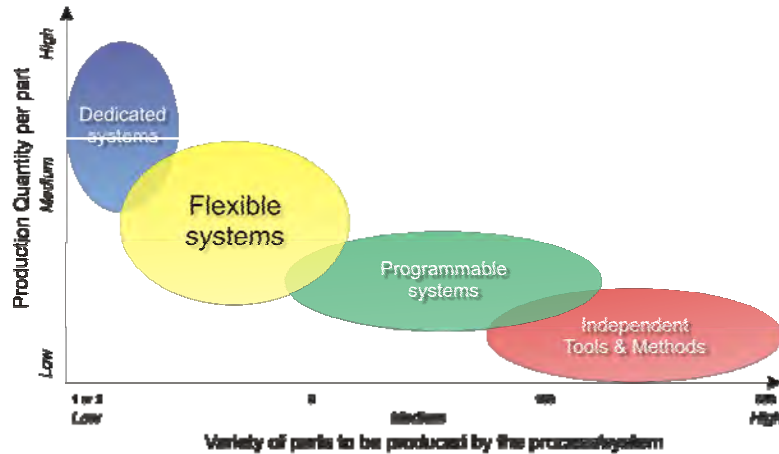 High
Medium
Low
Production Quantity per part
Dedicated
systems
Flexible
systems
Programmable
systems
Independent
Tools & Methods
Low
Medium
High
Variety of parts to be produced by the process/system